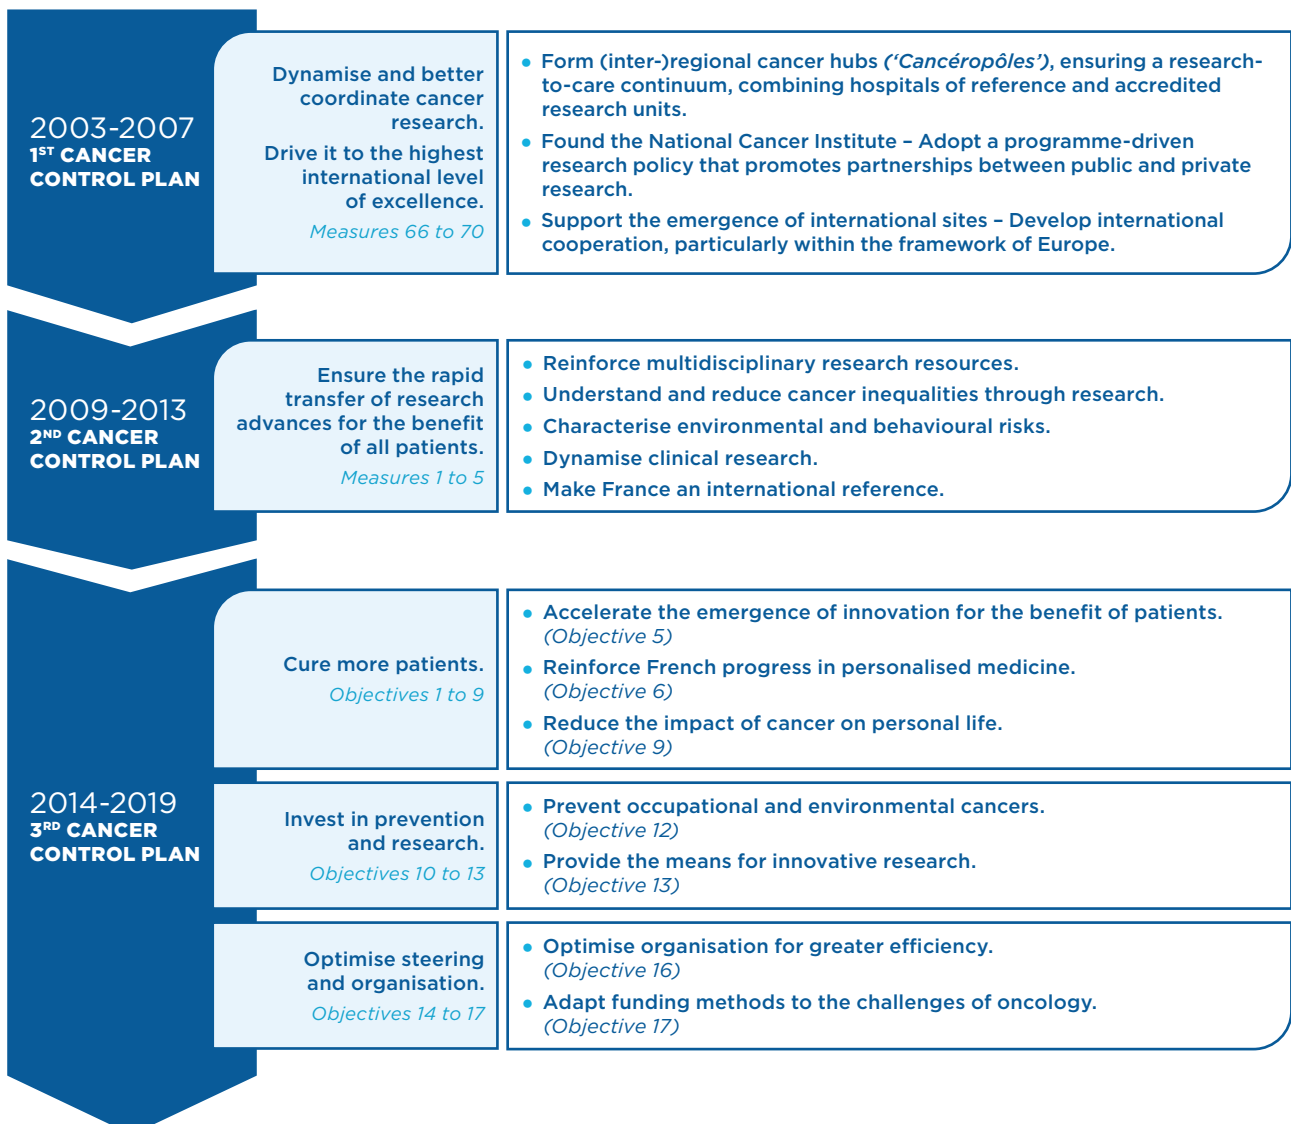 2003-2007
1ST CANCER
CONTROL PLAN
Dynamise and better
coordinate cancer
research.
Drive it to the highest
international level
of excellence.
Measures 66 to 70
• Form (inter-)regional cancer hubs (‘Cancéropôles’), ensuring a research-
to-care continuum, combining hospitals of reference and accredited
research units.
• Found the National Cancer Institute – Adopt a programme-driven
research policy that promotes partnerships between public and private
research.
• Support the emergence of international sites – Develop international
cooperation, particularly within the framework of Europe.
2009-2013
2ND CANCER
CONTROL PLAN
Ensure the rapid
transfer of research
advances for the benefit
of all patients.
Measures 1 to 5
• Reinforce multidisciplinary research resources.
• Understand and reduce cancer inequalities through research.
• Characterise environmental and behavioural risks.
• Dynamise clinical research.
• Make France an international reference.
2014-2019
3RD CANCER
CONTROL PLAN
Cure more patients.
Objectives 1 to 9
• Accelerate the emergence of innovation for the benefit of patients.
(Objective 5)
• Reinforce French progress in personalised medicine.
(Objective 6)
• Reduce the impact of cancer on personal life.
(Objective 9)
Invest in prevention
and research.
Objectives 10 to 13
• Prevent occupational and environmental cancers.
(Objective 12)
• Provide the means for innovative research.
(Objective 13)
Optimise steering
and organisation.
Objectives 14 to 17
• Optimise organisation for greater efficiency.
(Objective 16)
• Adapt funding methods to the challenges of oncology.
(Objective 17)